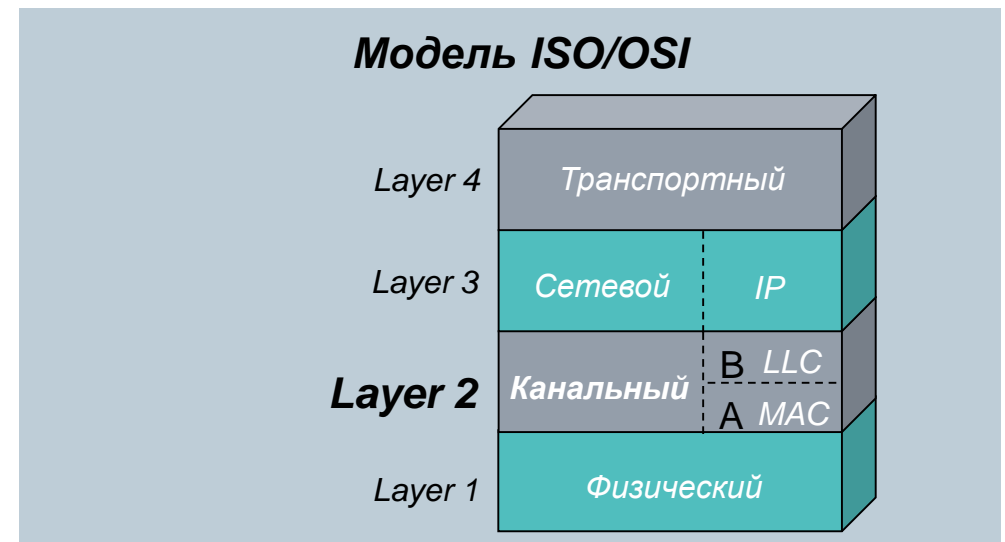 Модель ISO/OSI
Layer 4 Транспортный
Layer 3 Сетевой IP
Layer 2 Канальный B LLC
A MAC
Layer 1 Физический